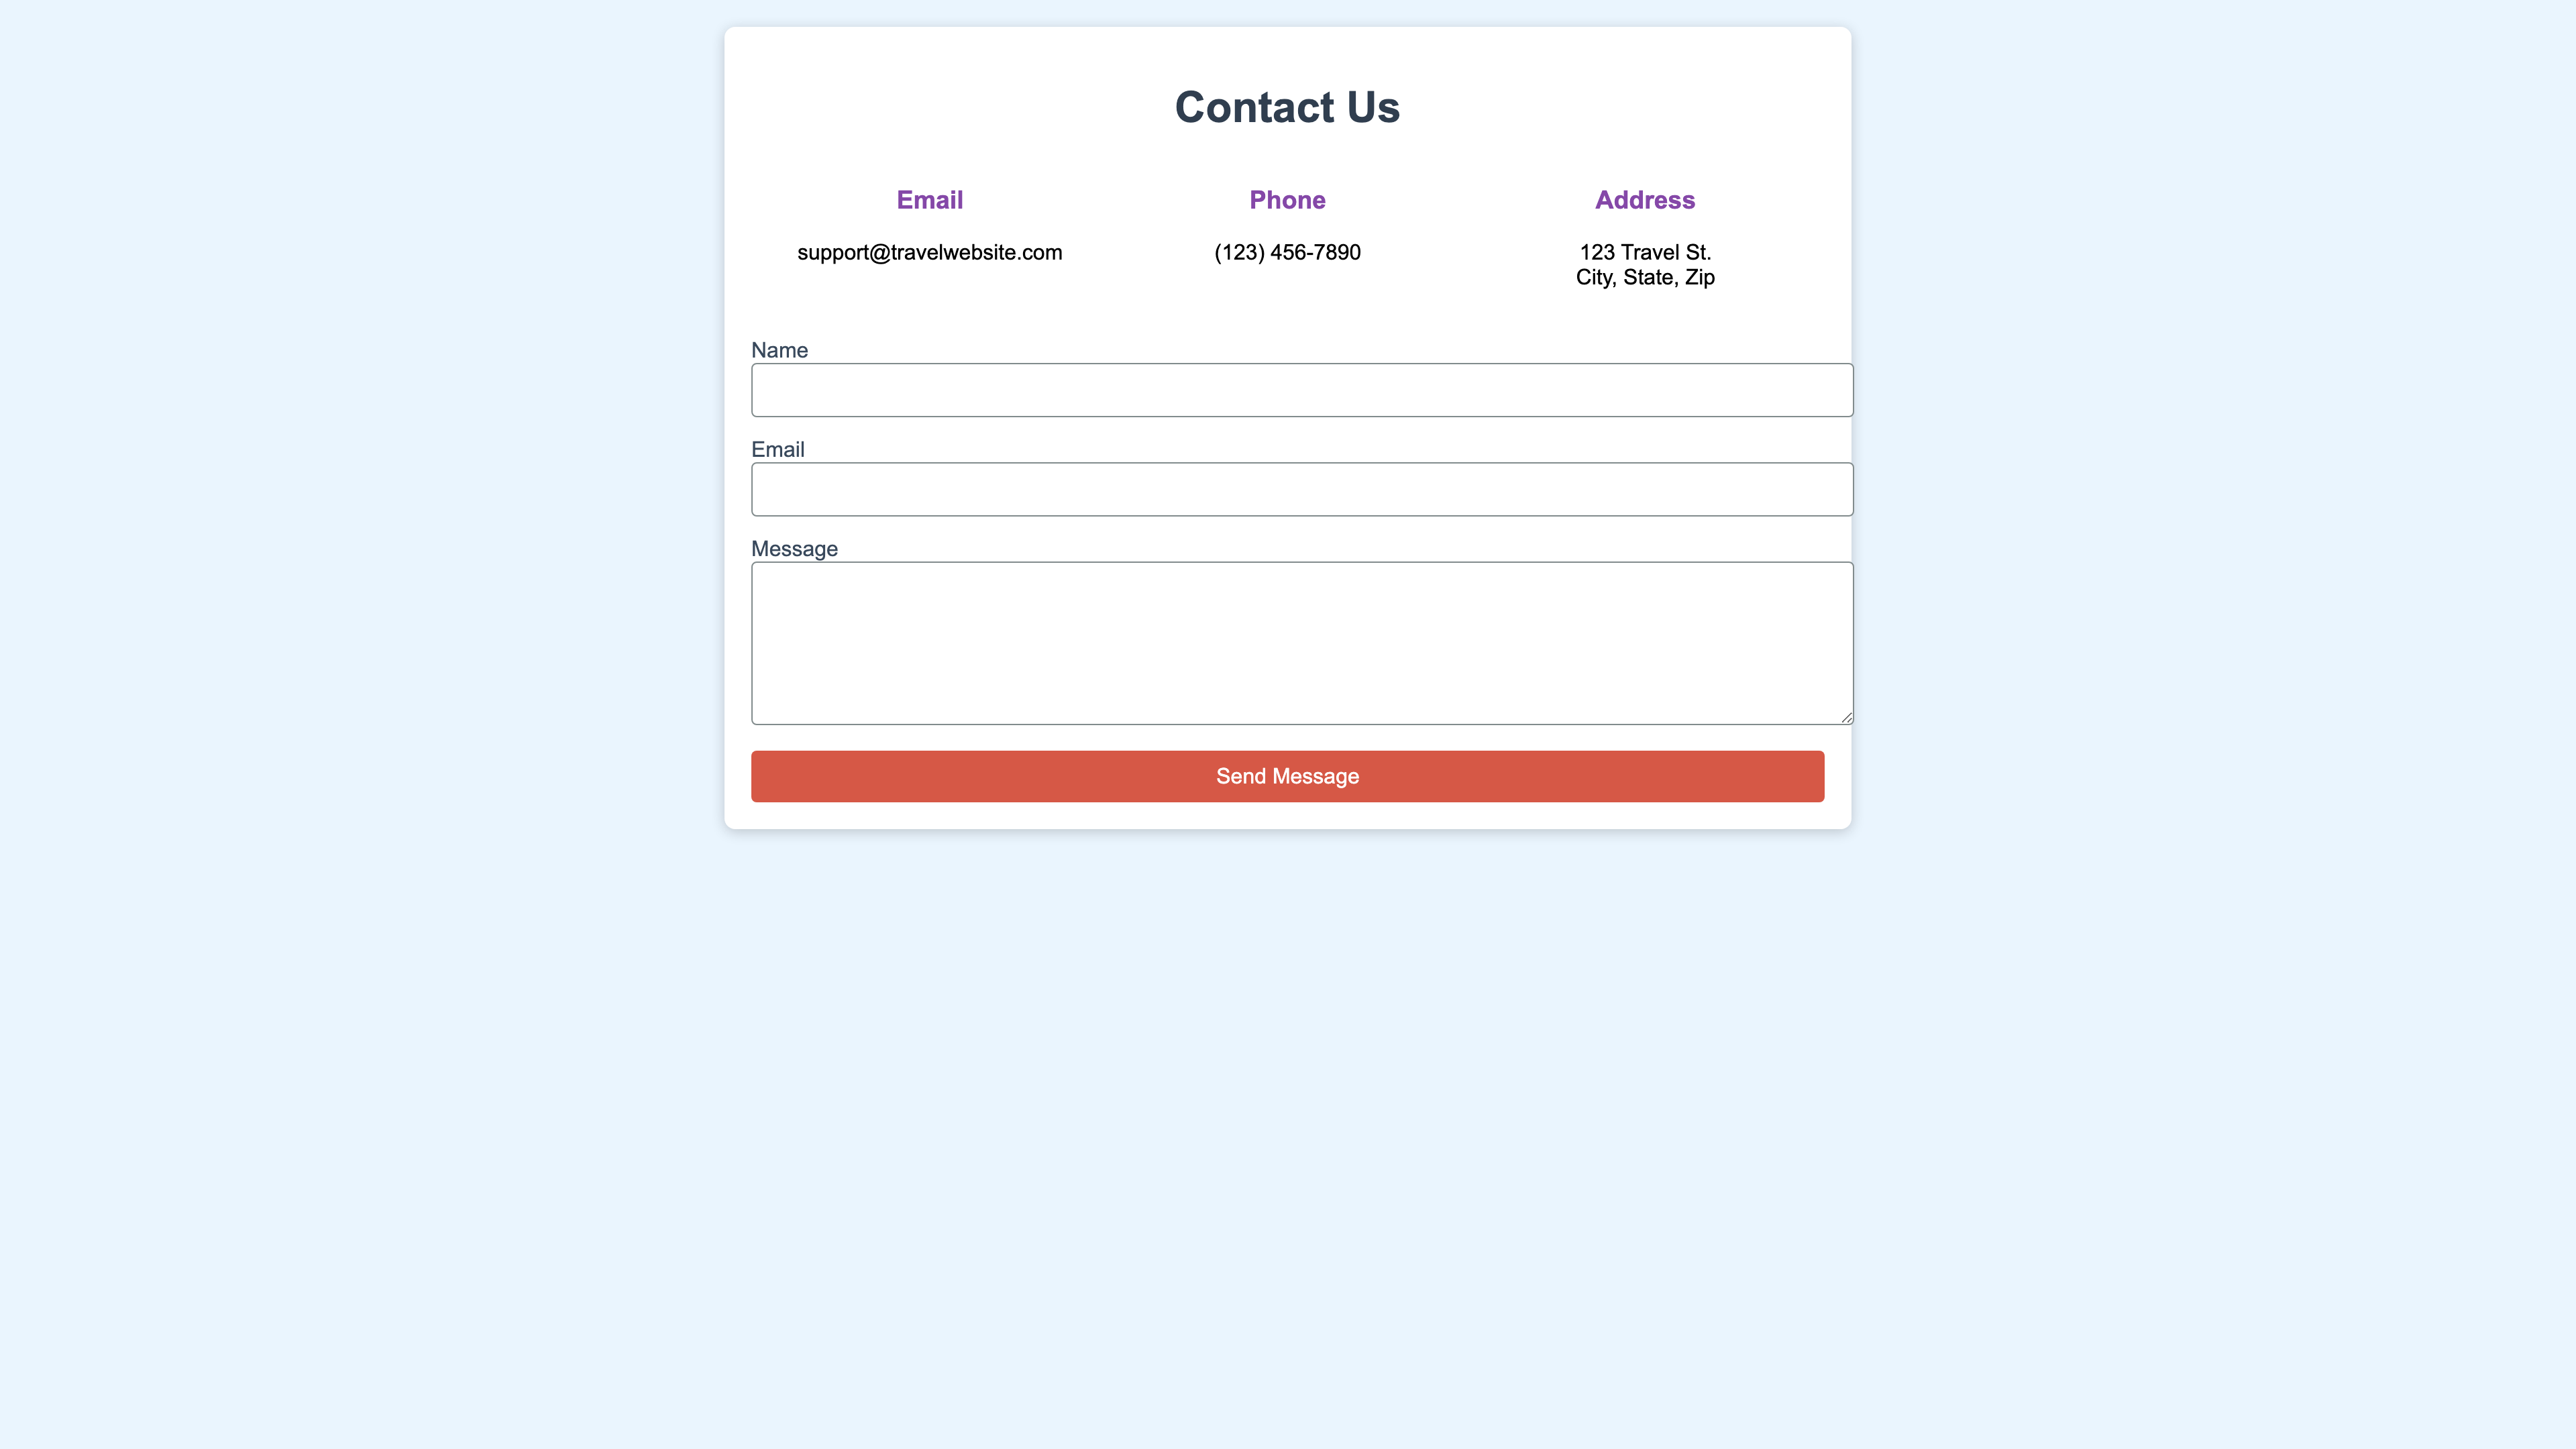 Contact Us
Email
support@travelwebsite.com
Phone
(123) 456-7890
Address
123 Travel St.
City, State, Zip
Name
Email
Message
Send Message